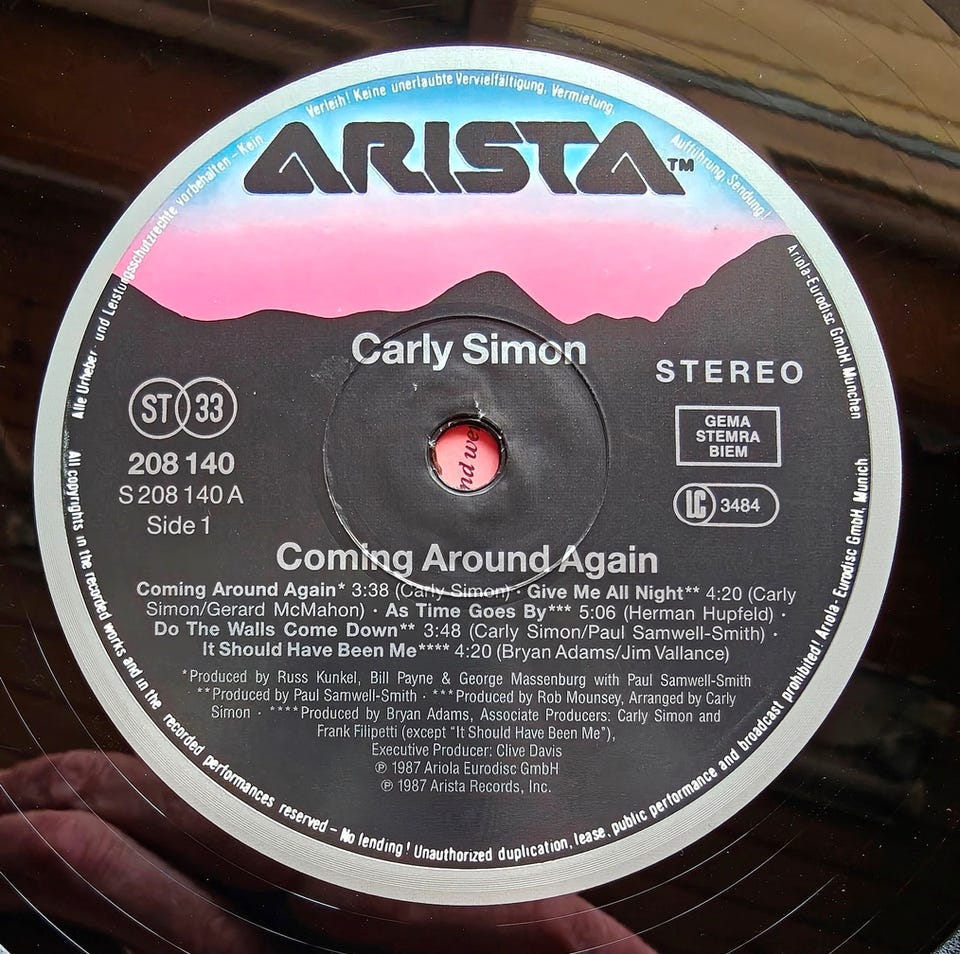 Alle Urheber- und Leistungsschutzrechte vorbehalten – Kein Verleih! Keine unerlaubte Vervielfältigung, Vermietung, Aufführung, Sendung!
Ariola-Eurodisc GmbH München
ARISTA™
Carly Simon
STEREO
ST 33
GEMA
STEMRA
BIEM
208 140
S 208 140 A
Side 1
LC 3484
nd we
Coming Around Again
Coming Around Again* 3:38 (Carly Simon) · Give Me All Night** 4:20 (Carly
Simon/Gerard McMahon) · As Time Goes By*** 5:06 (Herman Hupfeld) ·
Do The Walls Come Down** 3:48 (Carly Simon/Paul Samwell-Smith) ·
It Should Have Been Me**** 4:20 (Bryan Adams/Jim Vallance)
*Produced by Russ Kunkel, Bill Payne & George Massenburg with Paul Samwell-Smith
**Produced by Paul Samwell-Smith · ***Produced by Rob Mounsey, Arranged by Carly
Simon · ****Produced by Bryan Adams, Associate Producers: Carly Simon and
Frank Filipetti (except "It Should Have Been Me"),
Executive Producer: Clive Davis
℗ 1987 Ariola Eurodisc GmbH
℗ 1987 Arista Records, Inc.
All copyrights in the recorded works and in the recorded performances reserved – No lending! Unauthorized duplication, lease, public performance and broadcast prohibited! Ariola-Eurodisc GmbH, Munich